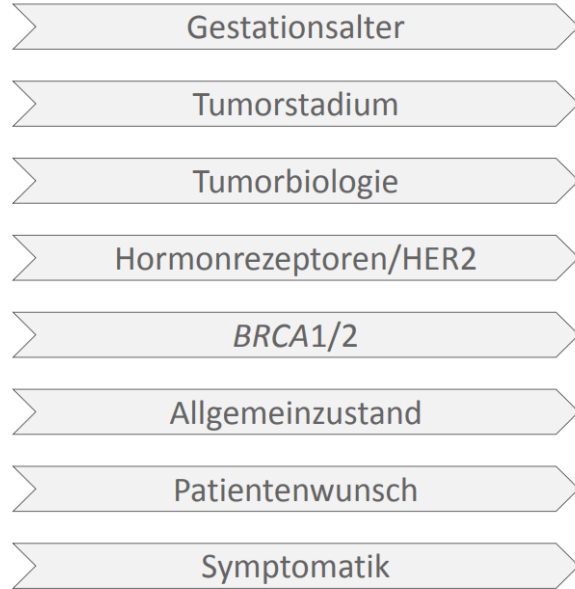 Gestationsalter
Tumorstadium
Tumorbiologie
Hormonrezeptoren/HER2
BRCA1/2
Allgemeinzustand
Patientenwunsch
Symptomatik